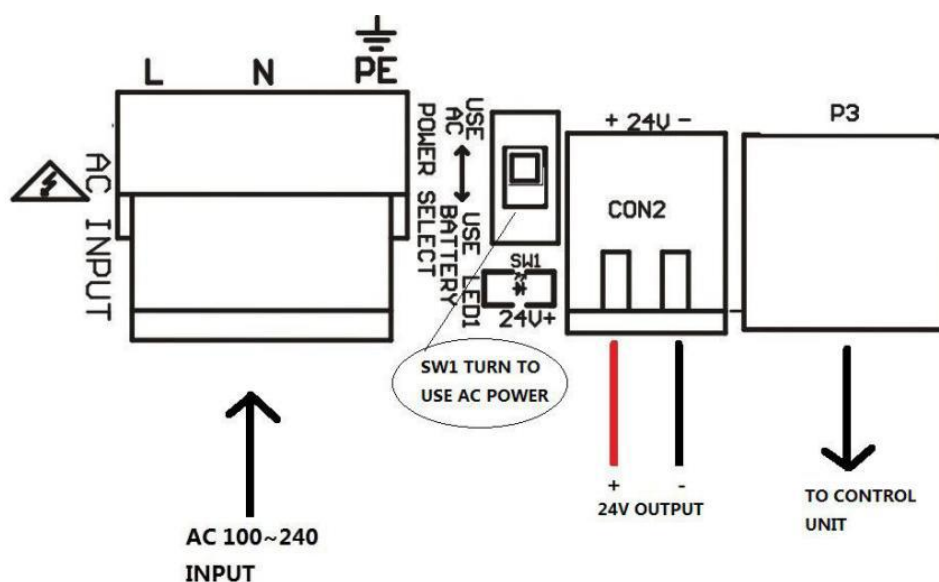 L N PE
AC INPUT
POWER SELECT
USE AC
USE BATTERY
LED1
SW1
24V+
+ 24V -
CON2
P3
SW1 TURN TO
USE AC POWER
+ -
24V OUTPUT
TO CONTROL
UNIT
AC 100~240
INPUT